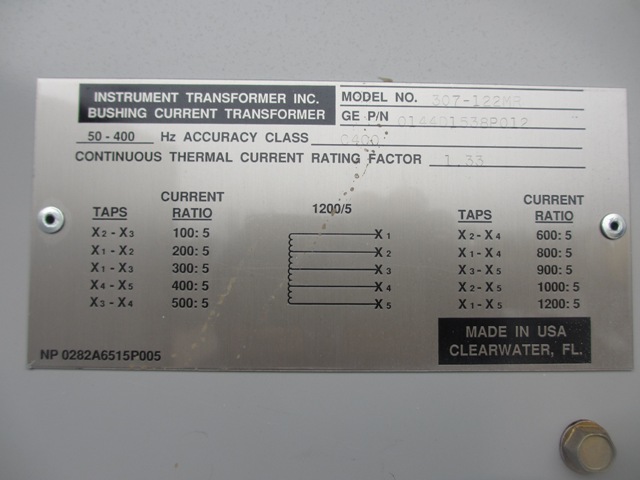 INSTRUMENT TRANSFORMER INC.
BUSHING CURRENT TRANSFORMER
MODEL NO. 307-122MR
GE P/N 0144D1538P012
50 - 400 Hz ACCURACY CLASS C400
CONTINUOUS THERMAL CURRENT RATING FACTOR 1.33
TAPS CURRENT RATIO
X2 - X3 100: 5
X1 - X2 200: 5
X1 - X3 300: 5
X4 - X5 400: 5
X3 - X4 500: 5
1200/5
X1
X2
X3
X4
X5
TAPS CURRENT RATIO
X2 - X4 600: 5
X1 - X4 800: 5
X3 - X5 900: 5
X2 - X5 1000: 5
X1 - X5 1200: 5
NP 0282A6515P005
MADE IN USA
CLEARWATER, FL.